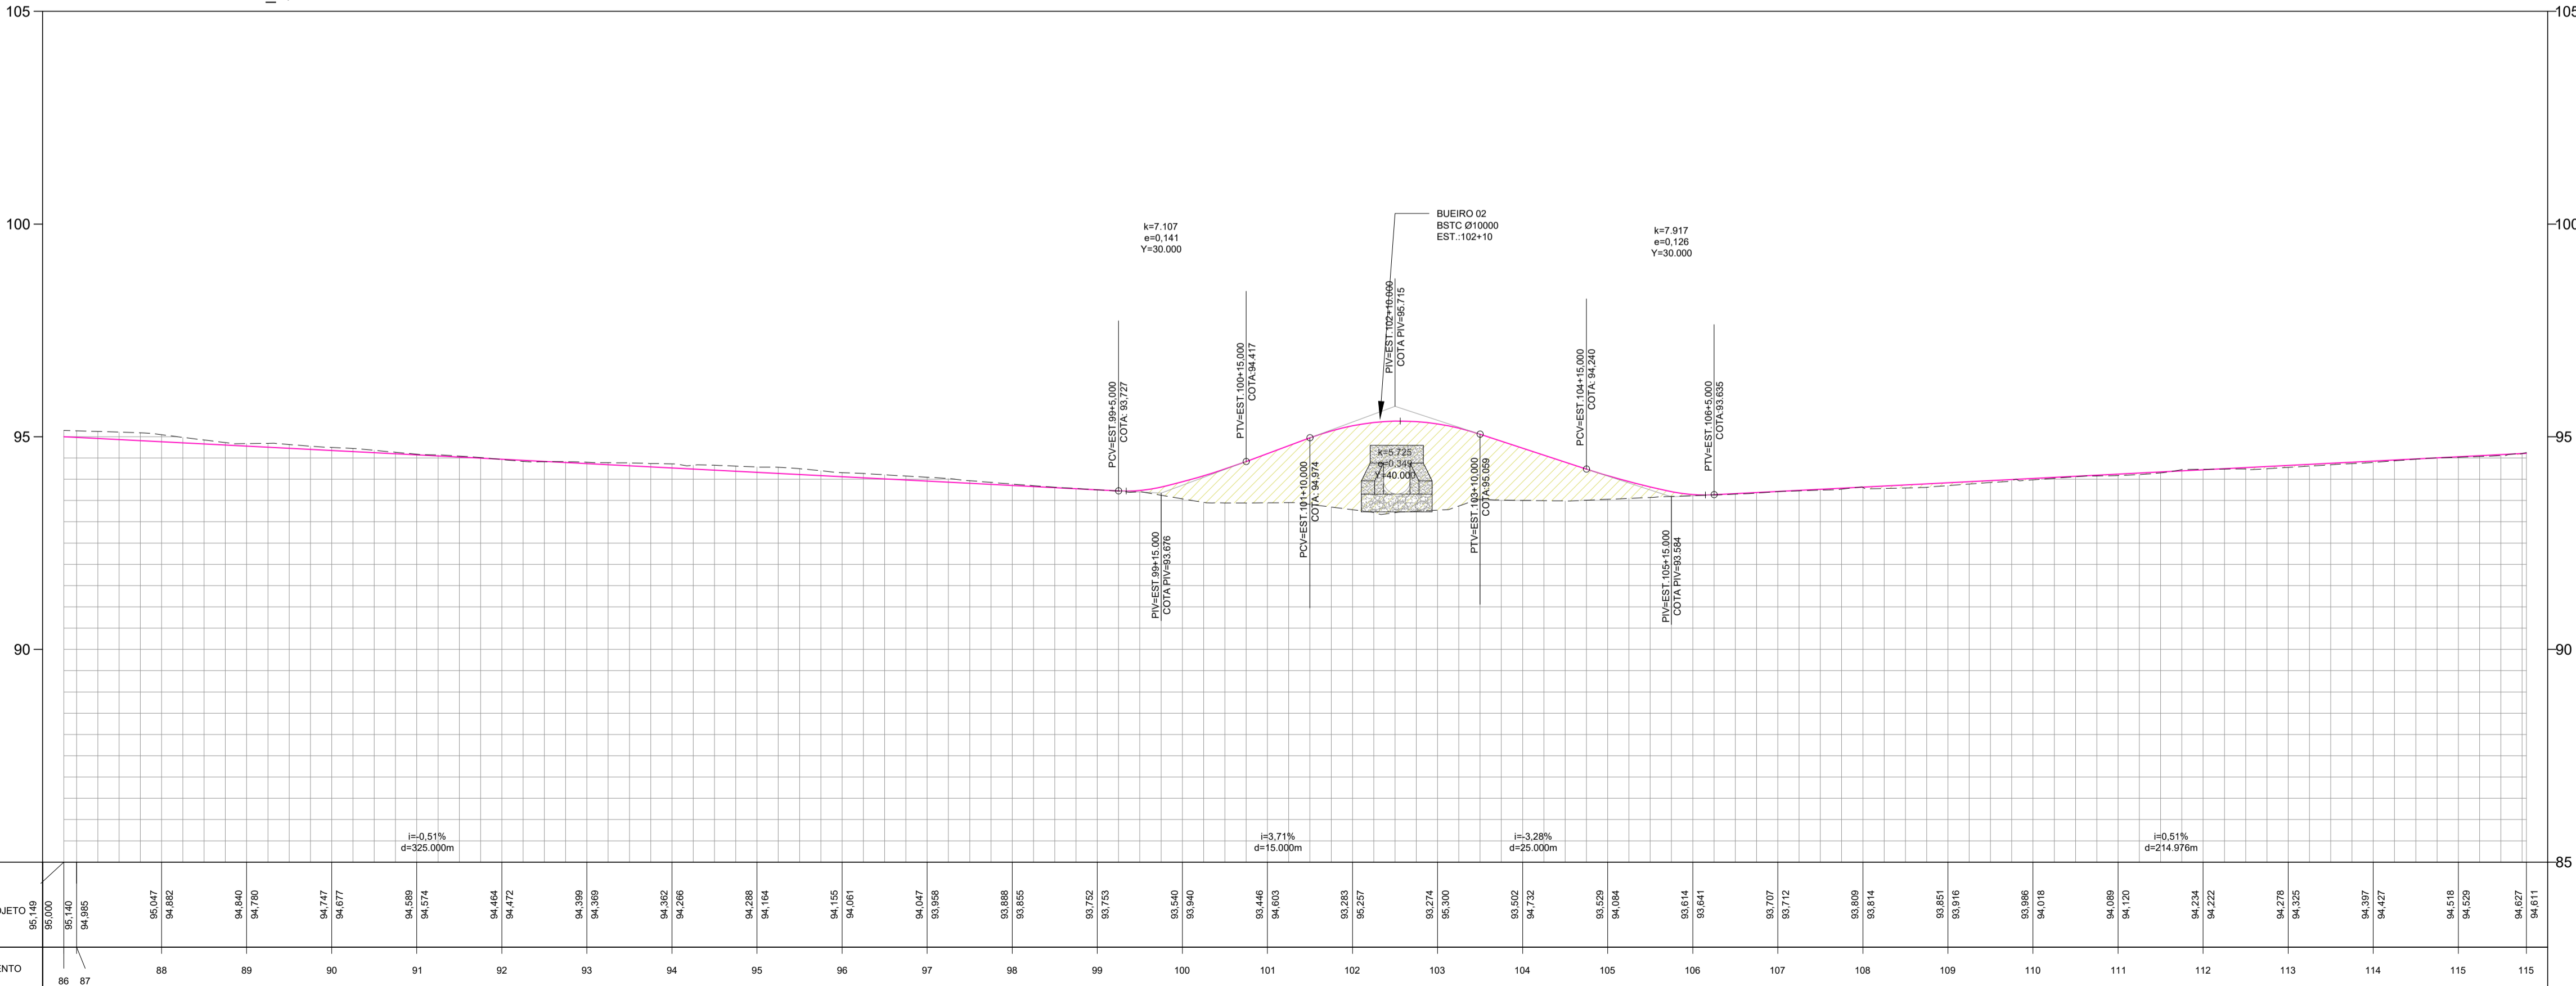 105
105
100
100
95
95
90
90
85
k=7.107
e=0,141
Y=30.000
BUEIRO 02
BSTC Ø10000
EST.:102+10
k=7.917
e=0,126
Y=30.000
PCV=EST.99+5,000
COTA: 93,727
PIV=EST.99+15.000
COTA PIV=93.676
PTV=EST.100+15,000
COTA:94.417
PCV=EST.101+10,000
COTA: 94,974
PIV=EST.102+10.000
COTA PIV=95.715
k=5.725
e=0,349
Y=40.000
PTV=EST.103+10,000
COTA:95.059
PCV=EST.104+15,000
COTA: 94,240
PIV=EST.105+15.000
COTA PIV=93.584
PTV=EST.106+5,000
COTA:93.635
i=-0,51%
d=325.000m
i=3,71%
d=15.000m
i=-3,28%
d=25.000m
i=0,51%
d=214.976m
OJETO
95,149
95,000
95,140
94,985
95,047
94,882
94,840
94,780
94,747
94,677
94,589
94,574
94,464
94,472
94,399
94,369
94,362
94,266
94,288
94,164
94,155
94,061
94,047
93,958
93,888
93,855
93,752
93,753
93,540
93,940
93,446
94,603
93,283
95,257
93,274
95,300
93,502
94,732
93,529
94,084
93,614
93,641
93,707
93,712
93,809
93,814
93,851
93,916
93,986
94,018
94,089
94,120
94,234
94,222
94,278
94,325
94,397
94,427
94,518
94,529
94,627
94,611
ENTO
86
87
88
89
90
91
92
93
94
95
96
97
98
99
100
101
102
103
104
105
106
107
108
109
110
111
112
113
114
115
115